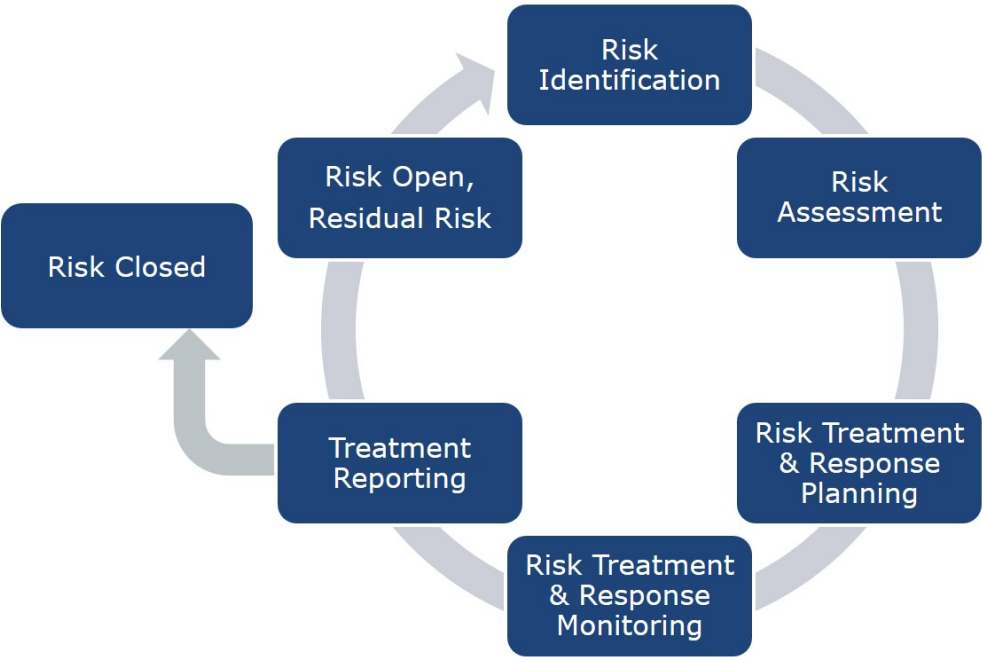 Risk
Identification
Risk
Assessment
Risk Treatment
& Response
Planning
Risk Treatment
& Response
Monitoring
Treatment
Reporting
Risk Open,
Residual Risk
Risk Closed